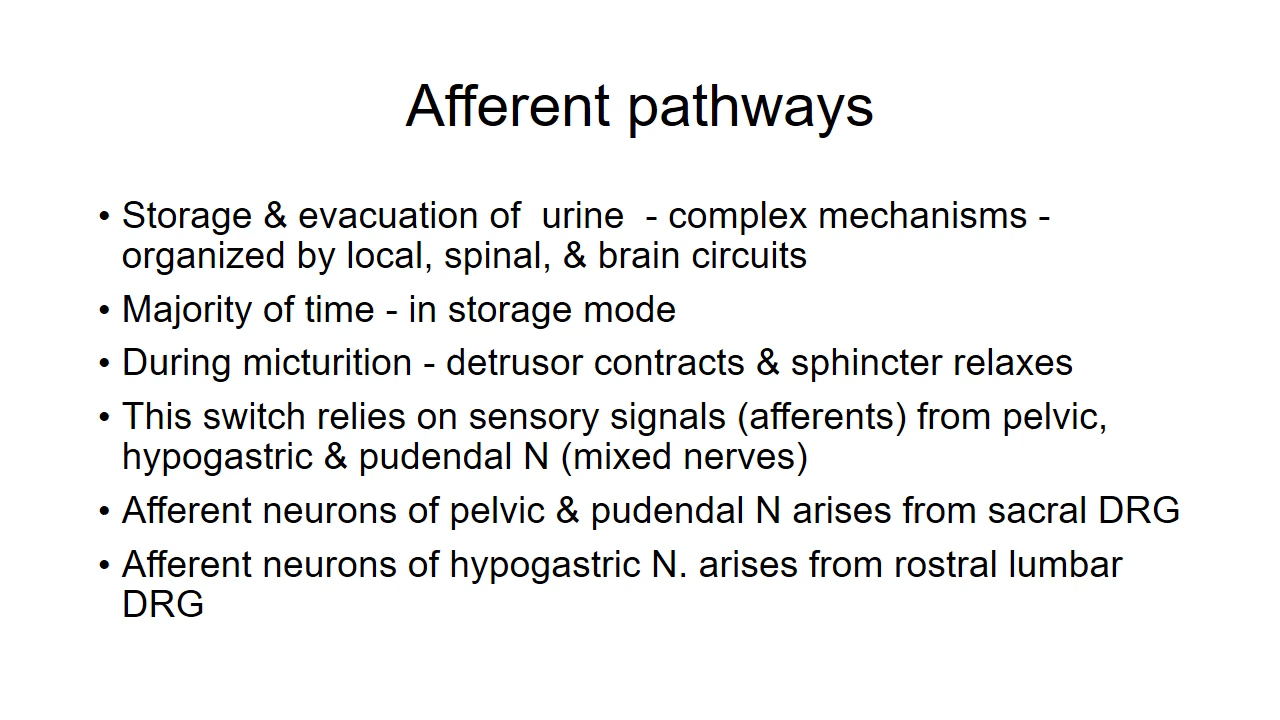 Afferent pathways
• Storage & evacuation of  urine  - complex mechanisms -
organized by local, spinal, & brain circuits
• Majority of time - in storage mode
• During micturition - detrusor contracts & sphincter relaxes
• This switch relies on sensory signals (afferents) from pelvic,
hypogastric & pudendal N (mixed nerves)
• Afferent neurons of pelvic & pudendal N arises from sacral DRG
• Afferent neurons of hypogastric N. arises from rostral lumbar
DRG